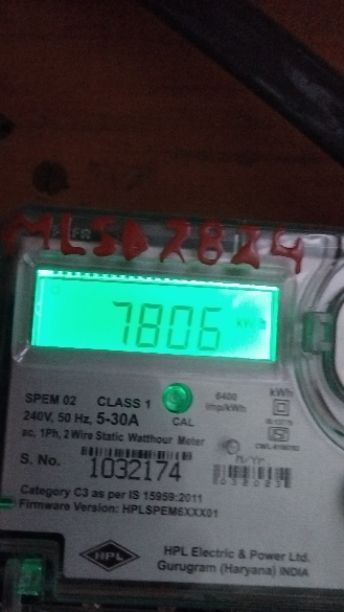 MLSD2824
7806 kWh
SPEM 02 CLASS 1
6400 imp/kWh
kWh
240V, 50 Hz, 5-30A
CAL
ac, 1Ph, 2 Wire Static Watthour Meter
S. No.
1032174
M/Yr
Category C3 as per IS 15959:2011
Firmware Version: HPLSPEM6XXX01
HPL
HPL Electric & Power Ltd.
Gurugram (Haryana) INDIA